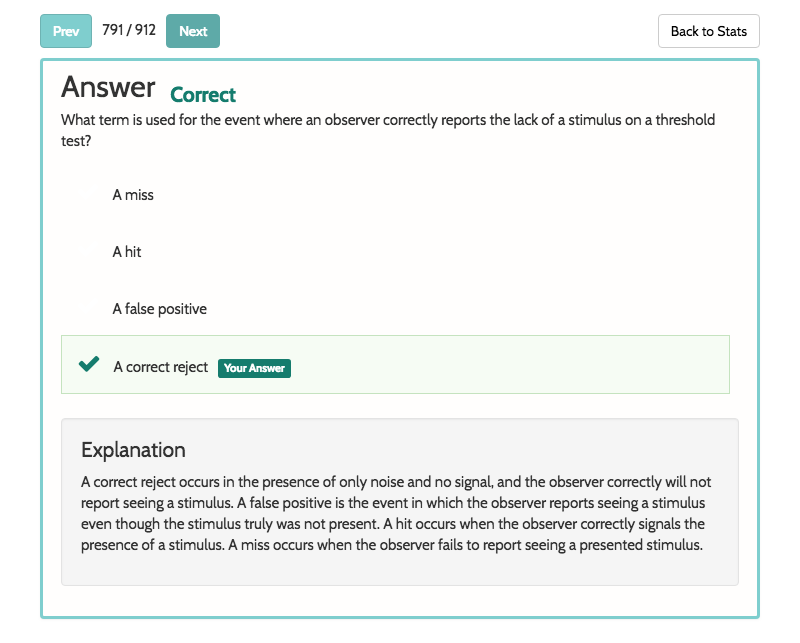 Prev 791 / 912 Next Back to Stats
Answer Correct
What term is used for the event where an observer correctly reports the lack of a stimulus on a threshold
test?
A miss
A hit
A false positive
A correct reject Your Answer
Explanation
A correct reject occurs in the presence of only noise and no signal, and the observer correctly will not
report seeing a stimulus. A false positive is the event in which the observer reports seeing a stimulus
even though the stimulus truly was not present. A hit occurs when the observer correctly signals the
presence of a stimulus. A miss occurs when the observer fails to report seeing a presented stimulus.